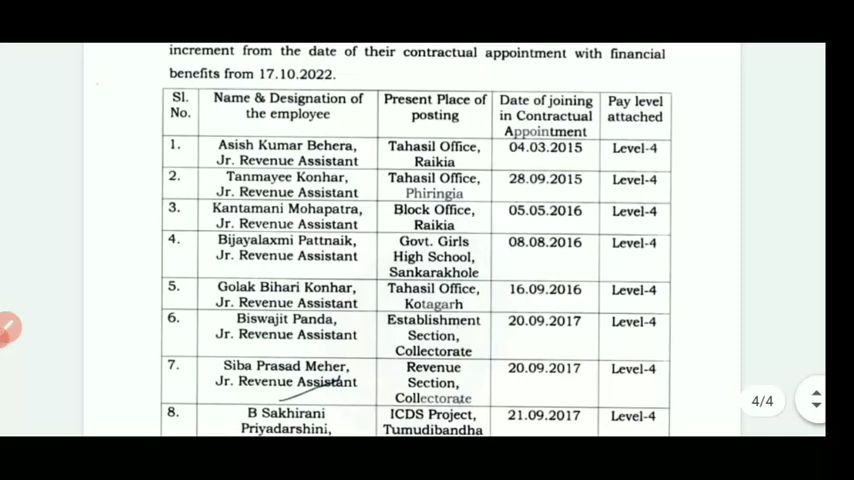 increment from the date of their contractual appointment with financial
benefits from 17.10.2022.
Sl. No. Name & Designation of the employee Present Place of posting Date of joining in Contractual Appointment Pay level attached
1. Asish Kumar Behera, Jr. Revenue Assistant Tahasil Office, Raikia 04.03.2015 Level-4
2. Tanmayee Konhar, Jr. Revenue Assistant Tahasil Office, Phiringia 28.09.2015 Level-4
3. Kantamani Mohapatra, Jr. Revenue Assistant Block Office, Raikia 05.05.2016 Level-4
4. Bijayalaxmi Pattnaik, Jr. Revenue Assistant Govt. Girls High School, Sankarakhole 08.08.2016 Level-4
5. Golak Bihari Konhar, Jr. Revenue Assistant Tahasil Office, Kotagarh 16.09.2016 Level-4
6. Biswajit Panda, Jr. Revenue Assistant Establishment Section, Collectorate 20.09.2017 Level-4
7. Siba Prasad Meher, Jr. Revenue Assistant Revenue Section, Collectorate 20.09.2017 Level-4
8. B Sakhirani Priyadarshini, ICDS Project, Tumudibandha 21.09.2017 Level-4
4/4